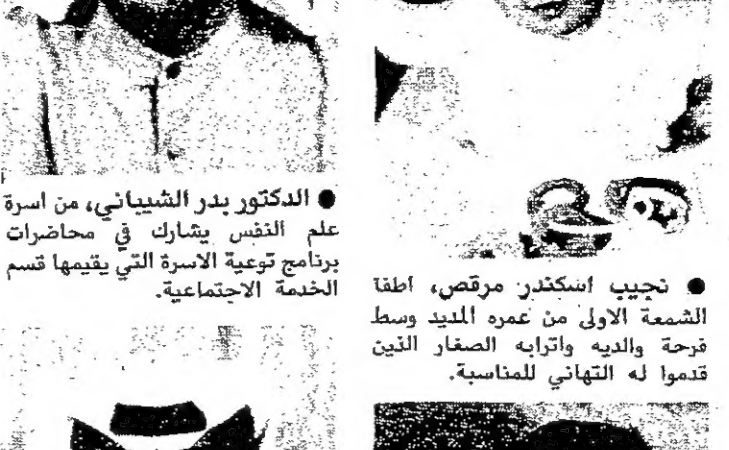 ● نجيب اسكندر مرقص، اطفا
الشمعة الاولى من عمره المديد وسط
فرحة والديه واترابه الصغار الذين
قدموا له التهاني للمناسبة.
● الدكتور بدر الشيباني، من اسرة
علم النفس يشارك في محاضرات
برنامج توعية الاسرة التي يقيمها قسم
الخدمة الاجتماعية.